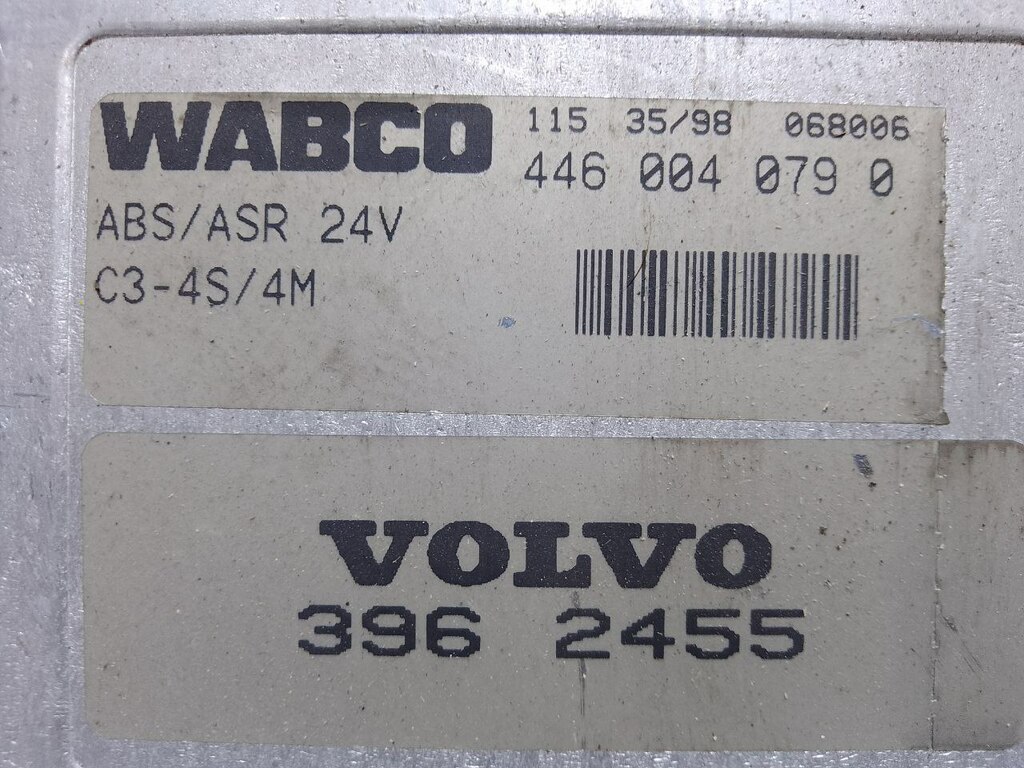 WABCO 115 35/98 068006
446 004 079 0
ABS/ASR 24V
C3-4S/4M
VOLVO
396 2455